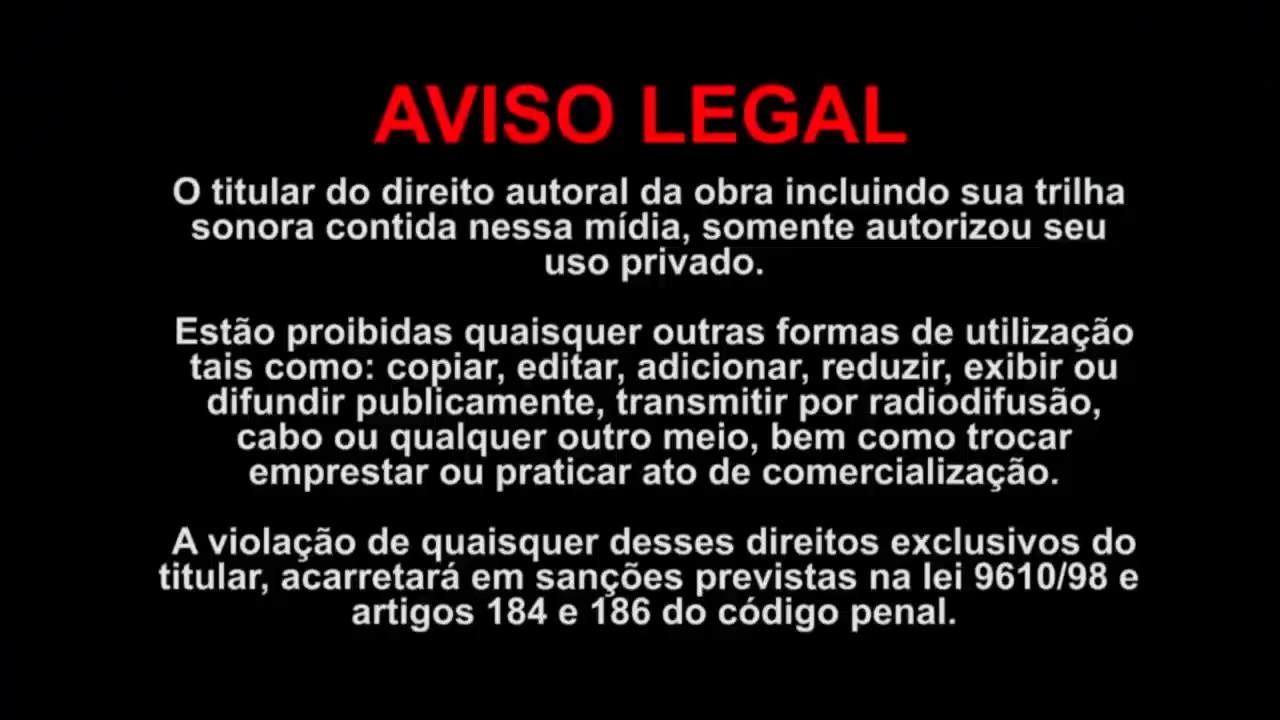 AVISO LEGAL
O titular do direito autoral da obra incluindo sua trilha
sonora contida nessa mídia, somente autorizou seu
uso privado.
Estão proibidas quaisquer outras formas de utilização
tais como: copiar, editar, adicionar, reduzir, exibir ou
difundir publicamente, transmitir por radiodifusão,
cabo ou qualquer outro meio, bem como trocar
emprestar ou praticar ato de comercialização.
A violação de quaisquer desses direitos exclusivos do
titular, acarretará em sanções previstas na lei 9610/98 e
artigos 184 e 186 do código penal.